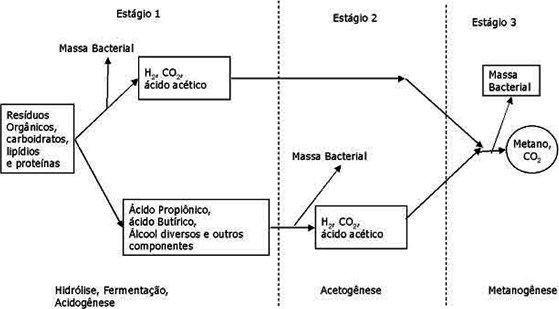 Estágio 1
Estágio 2
Estágio 3
Massa Bacterial
H₂, CO₂,
ácido acético
Massa
Bacterial
Resíduos
Orgânicos,
carboidratos,
lipídios
e proteínas
Metano,
CO₂
Massa Bacterial
Ácido Propiônico,
ácido Butírico,
Álcool diversos e outros
componentes
H₂, CO₂,
ácido acético
Hidrólise, Fermentação,
Acidogênese
Acetogênese
Metanogênese